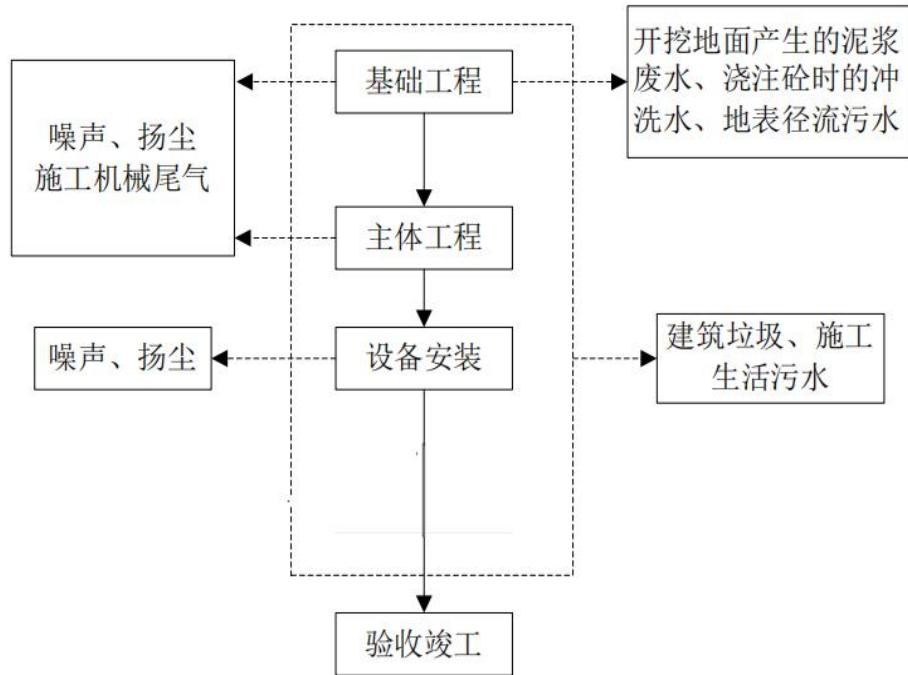 基础工程
开挖地面产生的泥浆
废水、浇注砼时的冲
洗水、地表径流污水
噪声、扬尘
施工机械尾气
主体工程
噪声、扬尘
设备安装
建筑垃圾、施工
生活污水
验收竣工